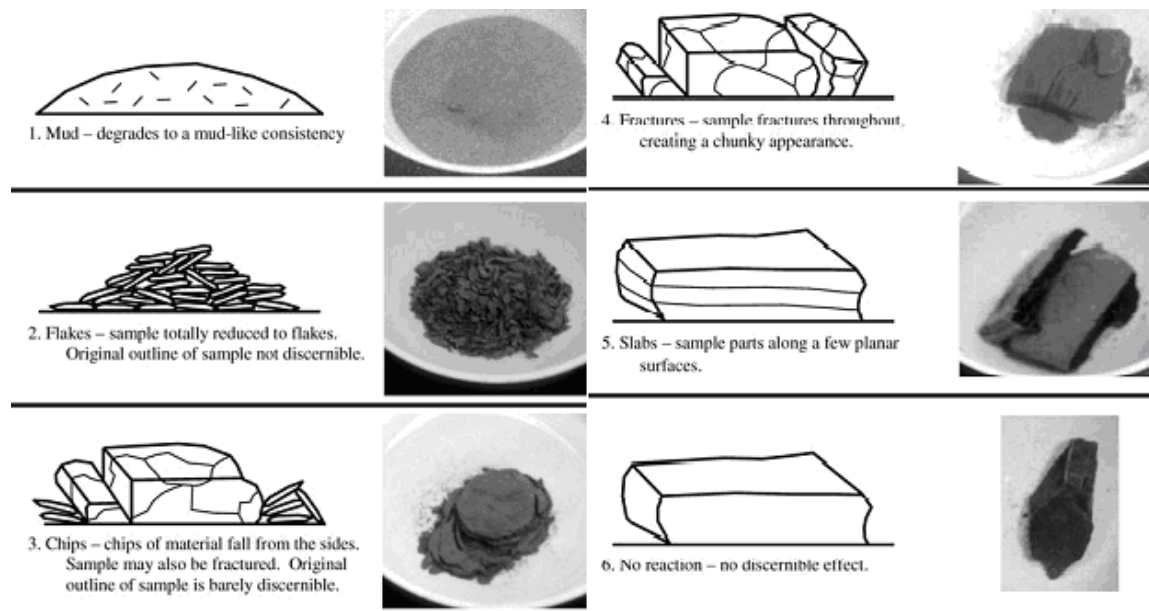 1. Mud – degrades to a mud-like consistency
2. Flakes – sample totally reduced to flakes.
Original outline of sample not discernible.
3. Chips – chips of material fall from the sides.
Sample may also be fractured. Original
outline of sample is barely discernible.
4. Fractures – sample fractures throughout,
creating a chunky appearance.
5. Slabs – sample parts along a few planar
surfaces.
6. No reaction – no discernible effect.